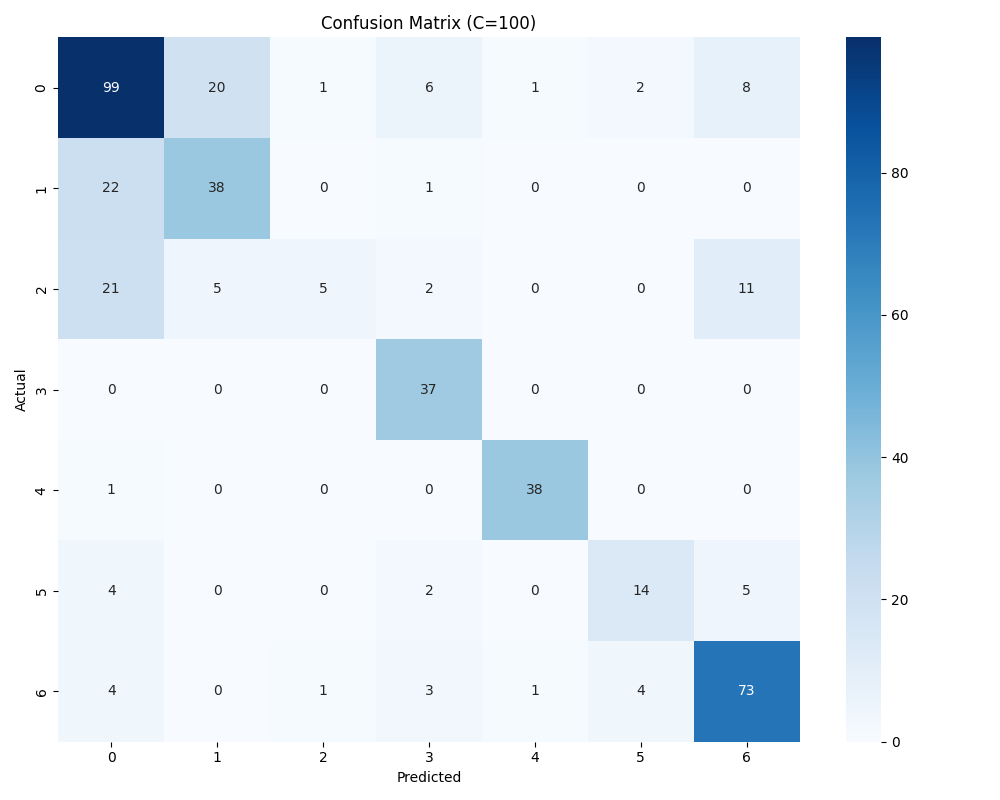 Confusion Matrix (C=100)
0 99 20 1 6 1 2 8
1 22 38 0 1 0 0 0
2 21 5 5 2 0 0 11
3 0 0 0 37 0 0 0
4 1 0 0 0 38 0 0
5 4 0 0 2 0 14 5
6 4 0 1 3 1 4 73
0 1 2 3 4 5 6
Actual
Predicted
80
60
40
20
0